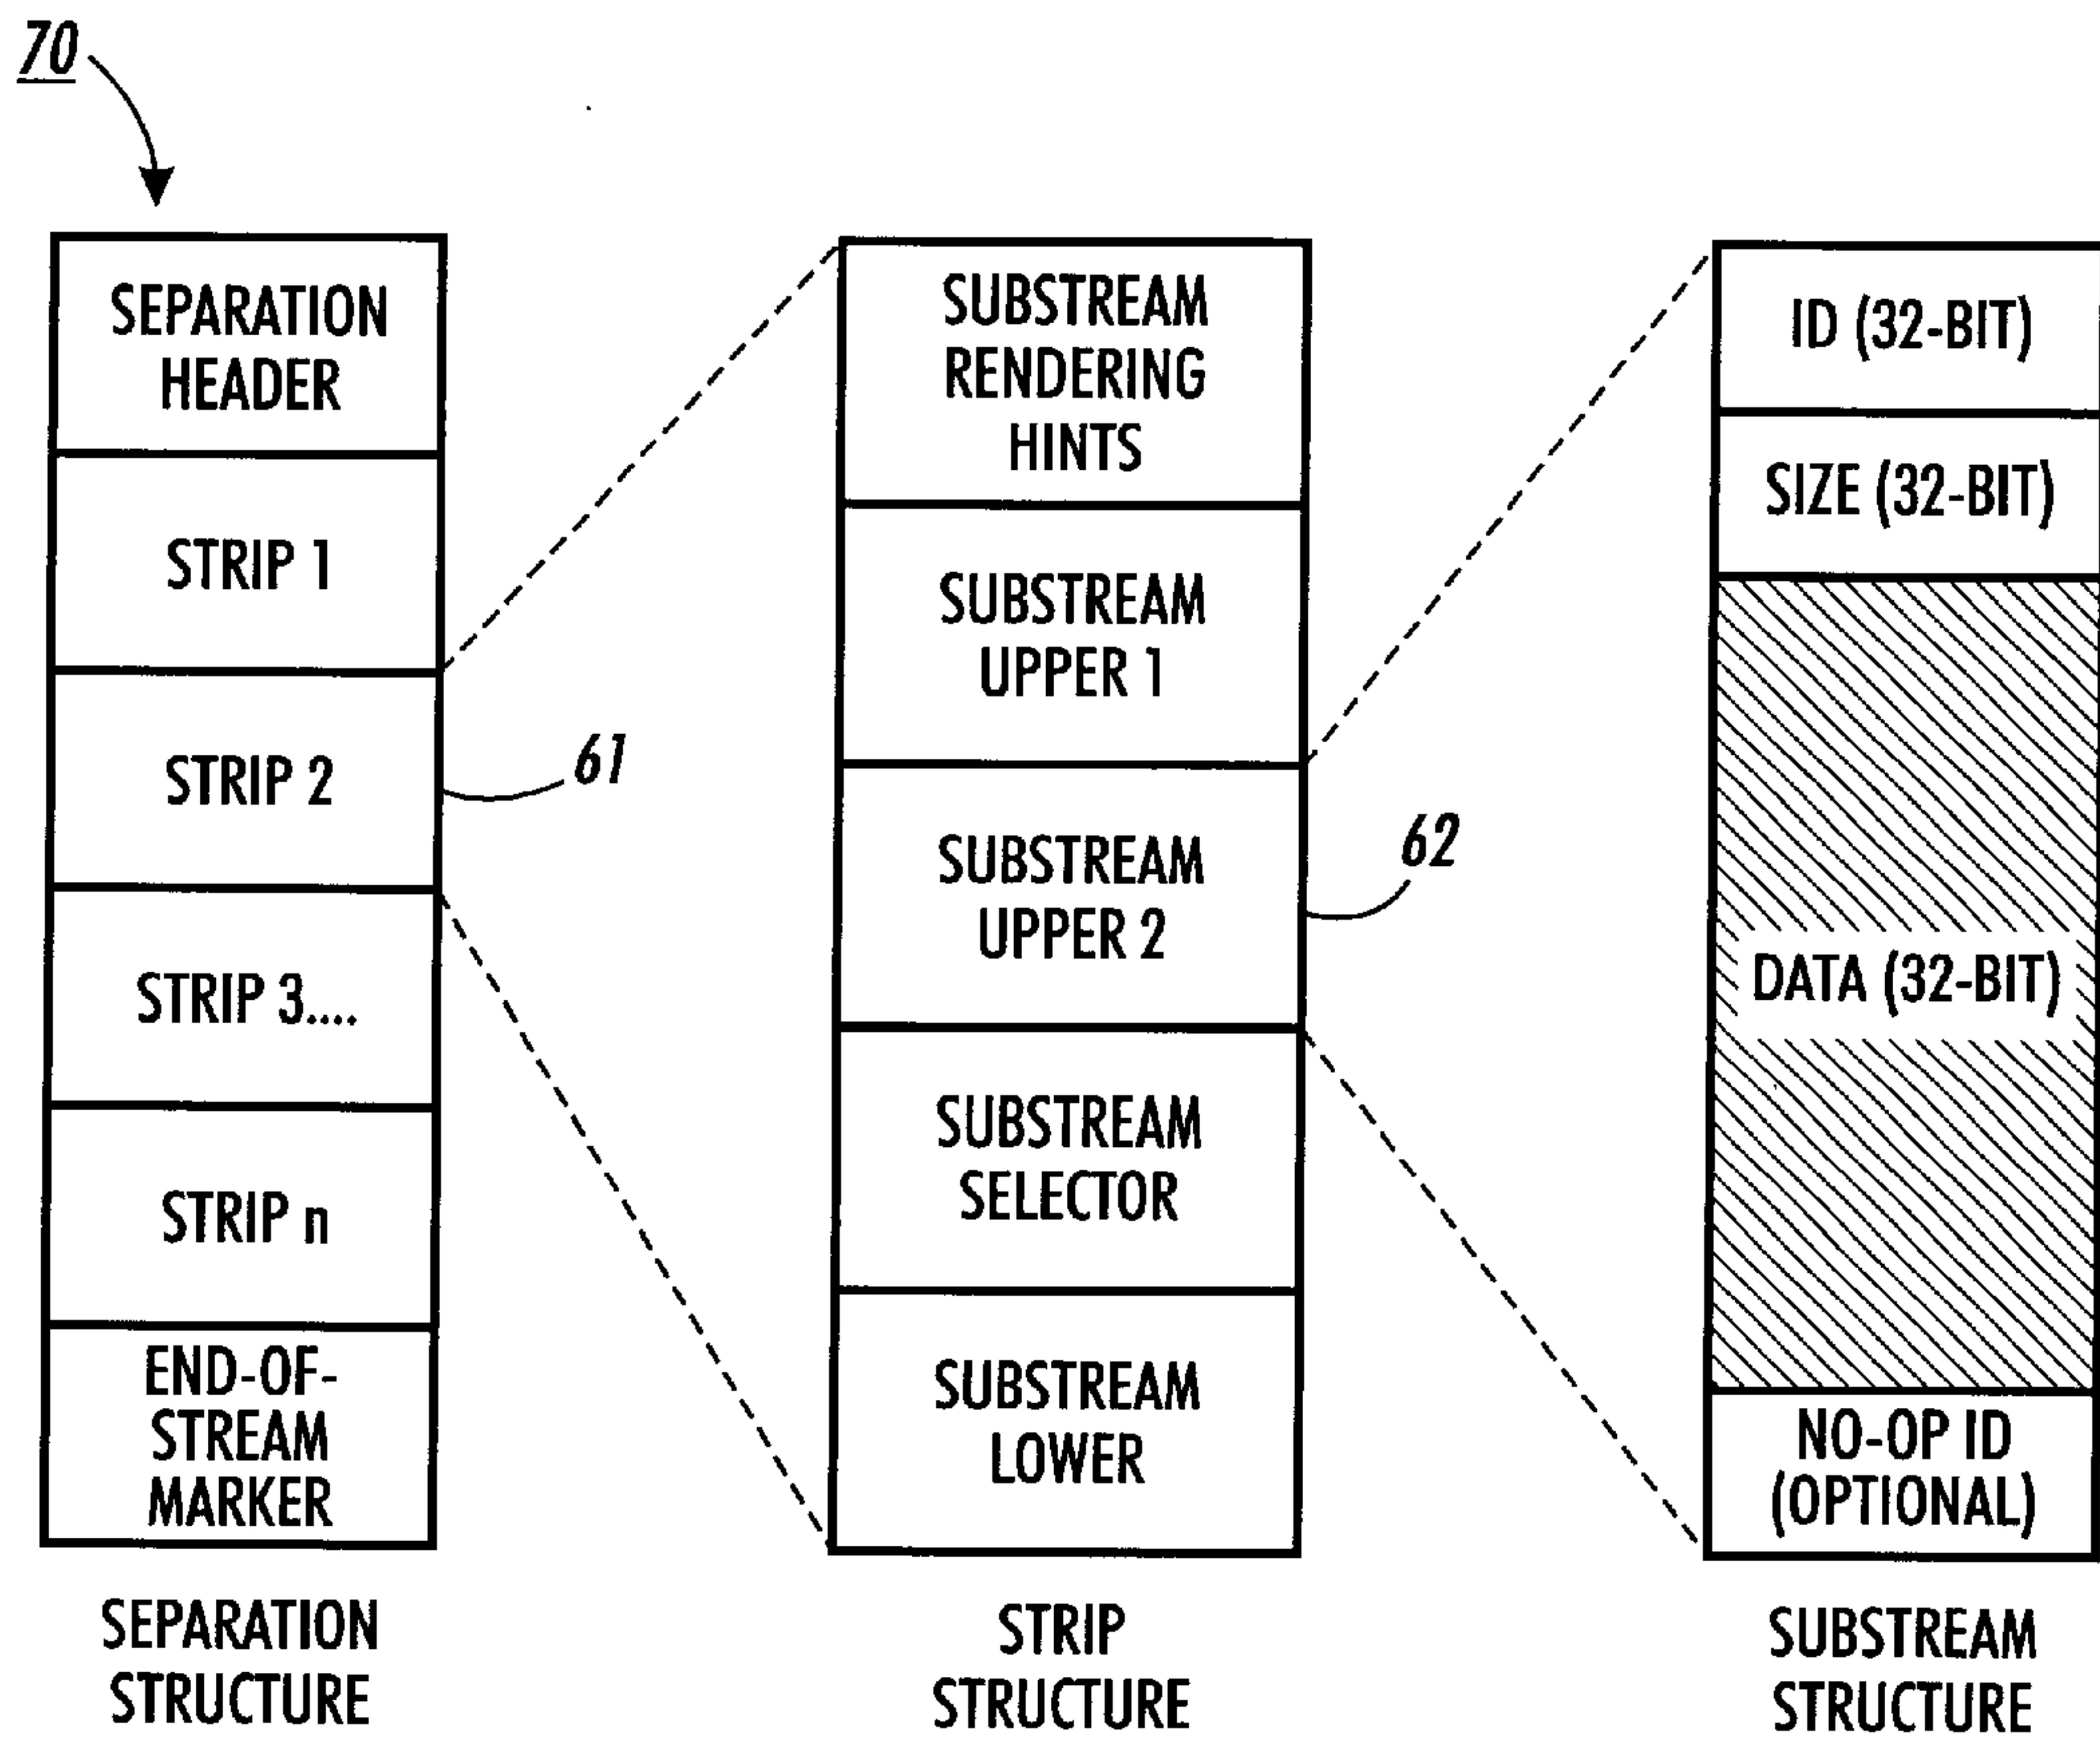 70
SEPARATION
HEADER
STRIP 1
STRIP 2
61
STRIP 3....
STRIP n
END-OF-
STREAM
MARKER
SEPARATION
STRUCTURE
SUBSTREAM
RENDERING
HINTS
SUBSTREAM
UPPER 1
SUBSTREAM
UPPER 2
62
SUBSTREAM
SELECTOR
SUBSTREAM
LOWER
STRIP
STRUCTURE
ID (32-BIT)
SIZE (32-BIT)
DATA (32-BIT)
NO-OP ID
(OPTIONAL)
SUBSTREAM
STRUCTURE